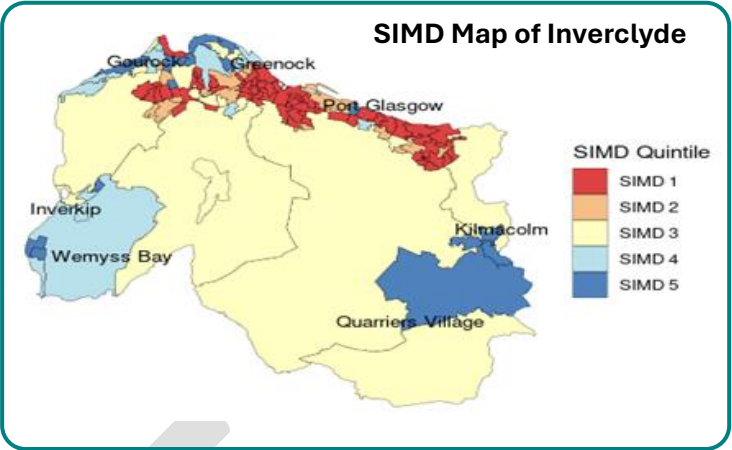 SIMD Map of Inverclyde
Gourock
Greenock
Port Glasgow
SIMD Quintile
SIMD 1
SIMD 2
SIMD 3
SIMD 4
SIMD 5
Inverkip
Kilmacolm
Wemyss Bay
Quarriers Village